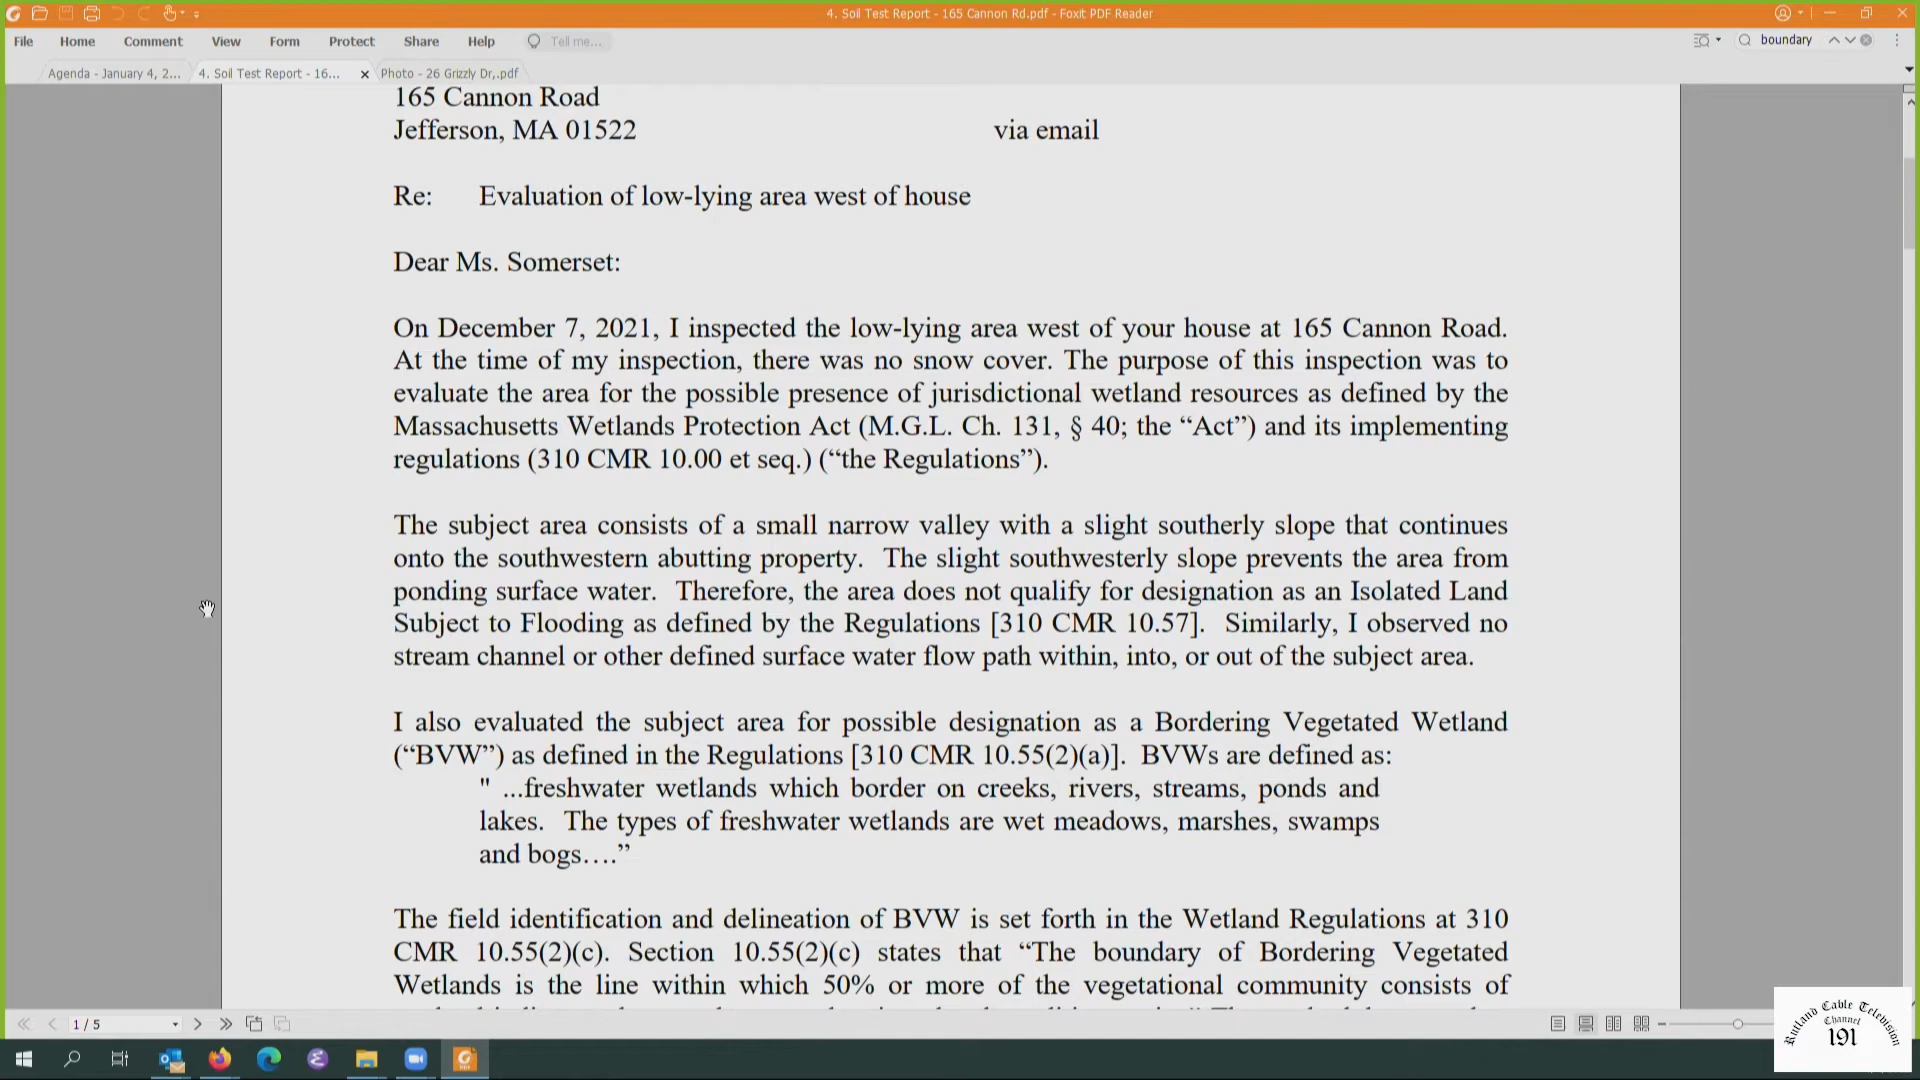 4. Soil Test Report - 165 Cannon Rd.pdf - Foxit PDF Reader
File Home Comment View Form Protect Share Help Tell me... boundary
Agenda - January 4, 2... 4. Soil Test Report - 16... Photo - 26 Grizzly Dr,.pdf
165 Cannon Road
Jefferson, MA 01522 via email
Re: Evaluation of low-lying area west of house
Dear Ms. Somerset:
On December 7, 2021, I inspected the low-lying area west of your house at 165 Cannon Road.
At the time of my inspection, there was no snow cover. The purpose of this inspection was to
evaluate the area for the possible presence of jurisdictional wetland resources as defined by the
Massachusetts Wetlands Protection Act (M.G.L. Ch. 131, § 40; the “Act”) and its implementing
regulations (310 CMR 10.00 et seq.) (“the Regulations”).
The subject area consists of a small narrow valley with a slight southerly slope that continues
onto the southwestern abutting property. The slight southwesterly slope prevents the area from
ponding surface water. Therefore, the area does not qualify for designation as an Isolated Land
Subject to Flooding as defined by the Regulations [310 CMR 10.57]. Similarly, I observed no
stream channel or other defined surface water flow path within, into, or out of the subject area.
I also evaluated the subject area for possible designation as a Bordering Vegetated Wetland
(“BVW”) as defined in the Regulations [310 CMR 10.55(2)(a)]. BVWs are defined as:
" ...freshwater wetlands which border on creeks, rivers, streams, ponds and
lakes. The types of freshwater wetlands are wet meadows, marshes, swamps
and bogs….”
The field identification and delineation of BVW is set forth in the Wetland Regulations at 310
CMR 10.55(2)(c). Section 10.55(2)(c) states that “The boundary of Bordering Vegetated
Wetlands is the line within which 50% or more of the vegetational community consists of
1 / 5
Rutland Cable Television
Channel
191